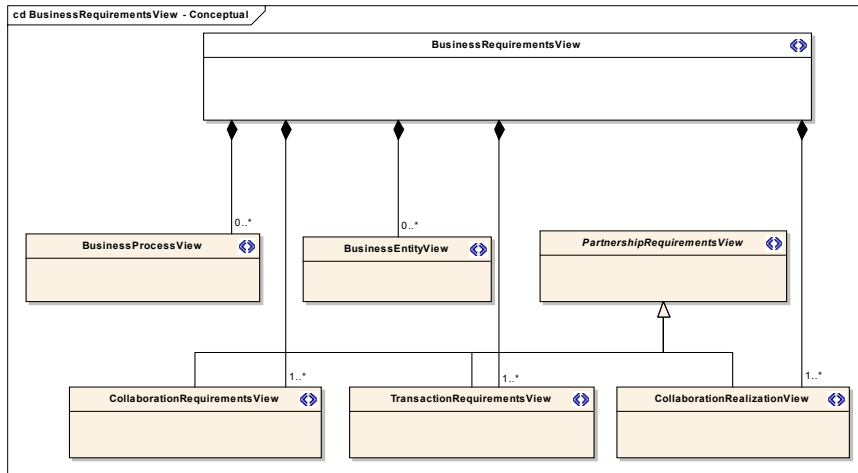 cd BusinessRequirementsView - Conceptual
BusinessRequirementsView
0..*
0..*
BusinessProcessView
BusinessEntityView
PartnershipRequirementsView
1..*
1..*
1..*
CollaborationRequirementsView
TransactionRequirementsView
CollaborationRealizationView